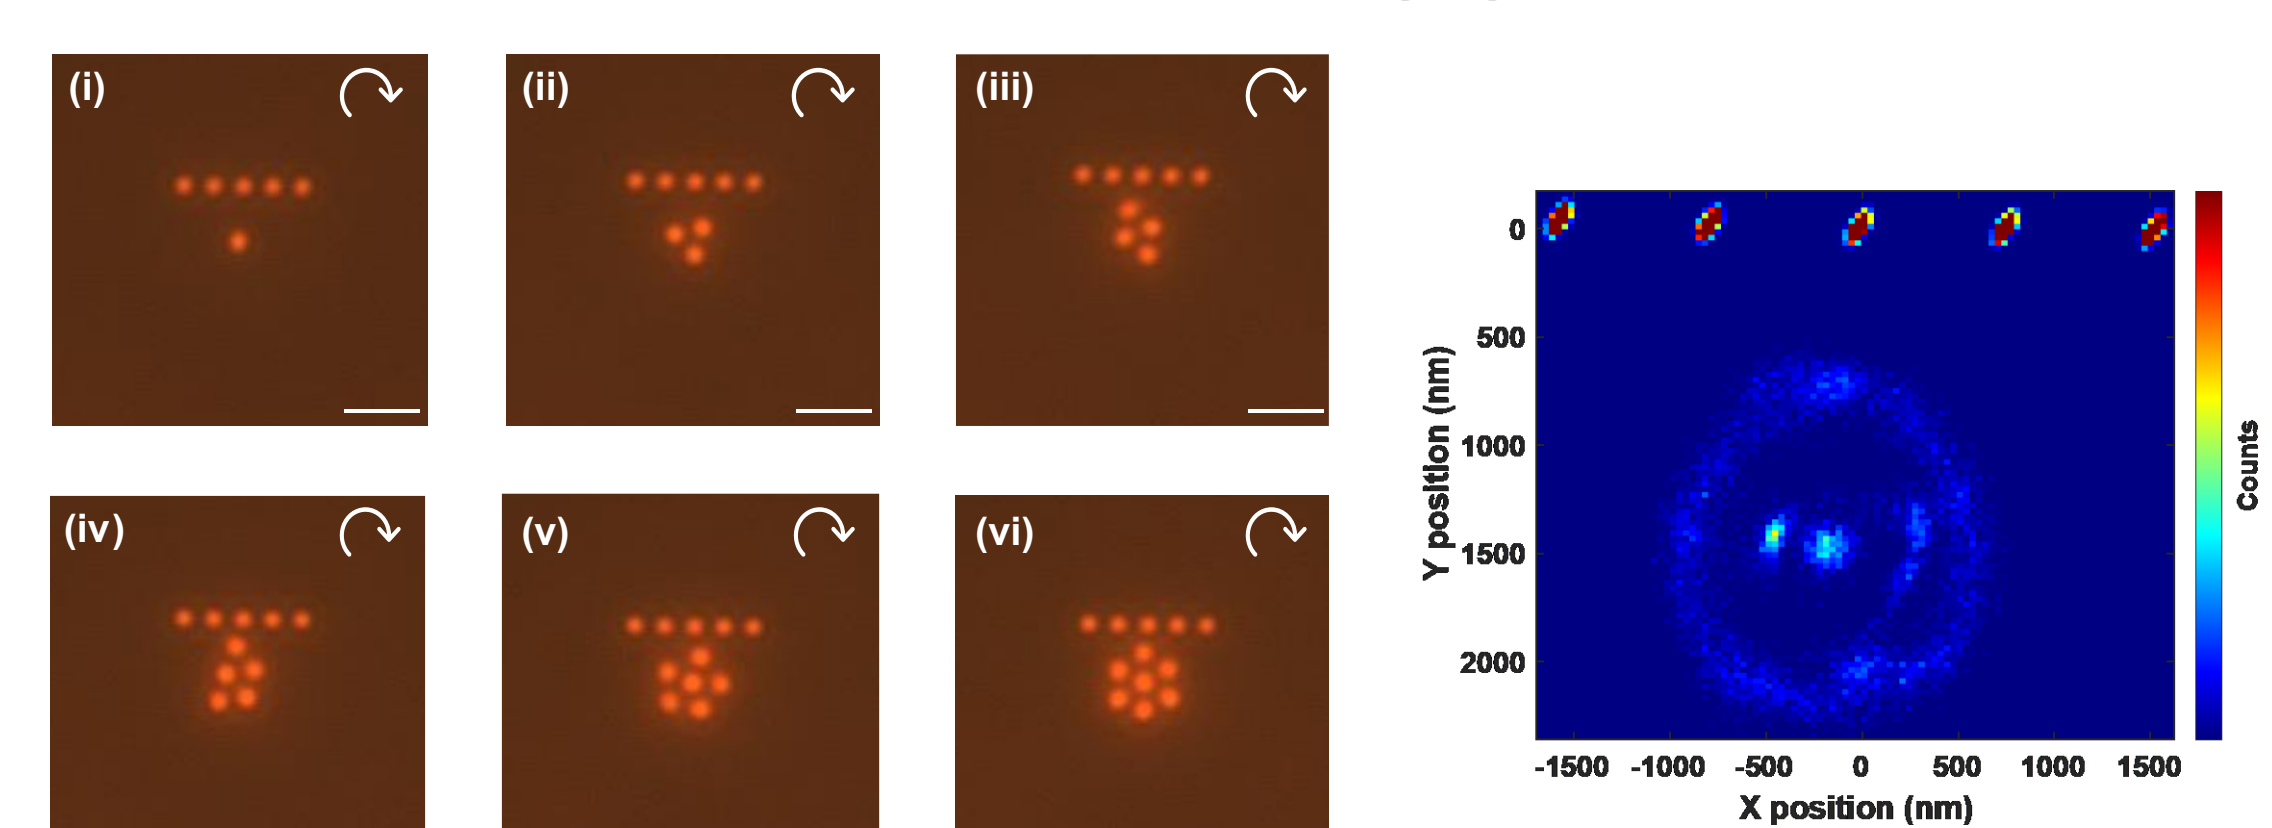 (i)
(ii)
(iii)
(iv)
(v)
(vi)
0
500
1000
1500
2000
Y position (nm)
-1500 -1000 -500 0 500 1000 1500
X position (nm)
Counts